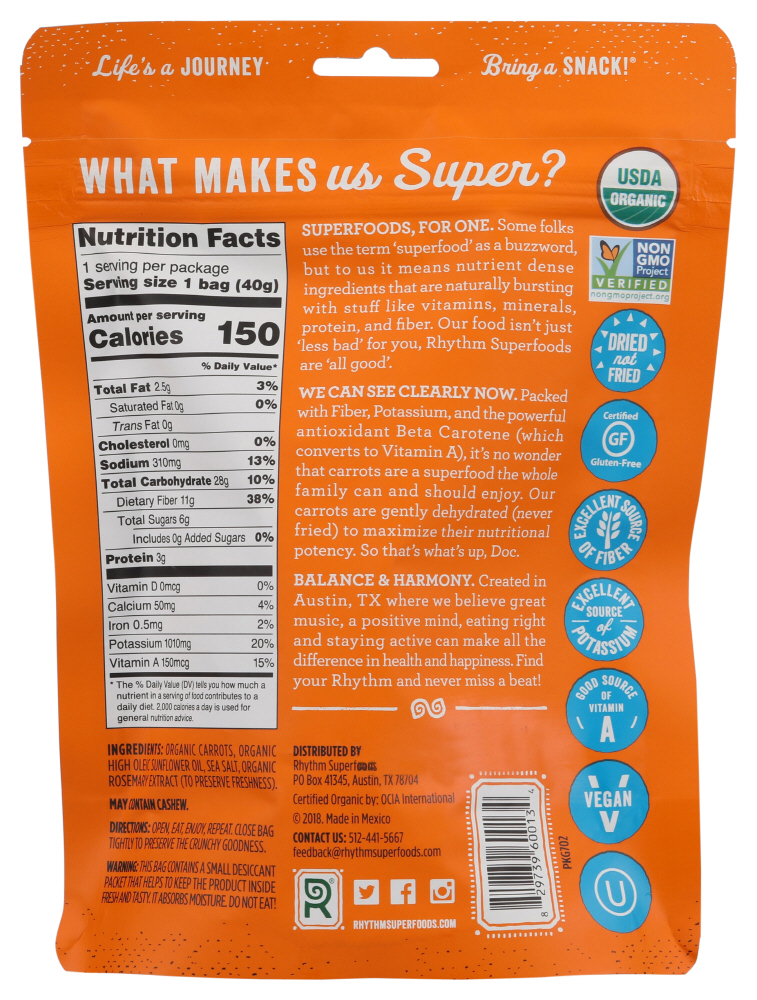 Life's a JOURNEY
Bring a SNACK!®
WHAT MAKES us Super?
Nutrition Facts
1 serving per package
Serving size 1 bag (40g)
Amount per serving
Calories 150
% Daily Value*
Total Fat 2.5g 3%
Saturated Fat 0g 0%
Trans Fat 0g
Cholesterol 0mg 0%
Sodium 310mg 13%
Total Carbohydrate 28g 10%
Dietary Fiber 11g 38%
Total Sugars 6g
Includes 0g Added Sugars 0%
Protein 3g
Vitamin D 0mcg 0%
Calcium 50mg 4%
Iron 0.5mg 2%
Potassium 1010mg 20%
Vitamin A 150mcg 15%
* The % Daily Value (DV) tells you how much a
nutrient in a serving of food contributes to a
daily diet. 2,000 calories a day is used for
general nutrition advice.
INGREDIENTS: ORGANIC CARROTS, ORGANIC
HIGH OLEIC SUNFLOWER OIL, SEA SALT, ORGANIC
ROSEMARY EXTRACT (TO PRESERVE FRESHNESS).
MAY CONTAIN CASHEW.
DIRECTIONS: OPEN, EAT, ENJOY, REPEAT. CLOSE BAG
TIGHTLY TO PRESERVE THE CRUNCHY GOODNESS.
WARNING: THIS BAG CONTAINS A SMALL DESICCANT
PACKET THAT HELPS TO KEEP THE PRODUCT INSIDE
FRESH AND TASTY. IT ABSORBS MOISTURE. DO NOT EAT!
SUPERFOODS, FOR ONE. Some folks
use the term 'superfood' as a buzzword,
but to us it means nutrient dense
ingredients that are naturally bursting
with stuff like vitamins, minerals,
protein, and fiber. Our food isn't just
'less bad' for you, Rhythm Superfoods
are 'all good'.
WE CAN SEE CLEARLY NOW. Packed
with Fiber, Potassium, and the powerful
antioxidant Beta Carotene (which
converts to Vitamin A), it's no wonder
that carrots are a superfood the whole
family can and should enjoy. Our
carrots are gently dehydrated (never
fried) to maximize their nutritional
potency. So that's what's up, Doc.
BALANCE & HARMONY. Created in
Austin, TX where we believe great
music, a positive mind, eating right
and staying active can make all the
difference in health and happiness. Find
your Rhythm and never miss a beat!
DISTRIBUTED BY
Rhythm Superfoods
PO Box 41345, Austin, TX 78704
Certified Organic by: OCIA International
© 2018. Made in Mexico
CONTACT US: 512-441-5667
feedback@rhythmsuperfoods.com
R
RHYTHMSUPERFOODS.COM
8 29739 60013 4
PKG702
USDA
ORGANIC
NON
GMO
Project
VERIFIED
nongmoproject.org
DRIED
not
FRIED
Certified
GF
Gluten-Free
EXCELLENT SOURCE
OF FIBER
EXCELLENT
SOURCE
of
POTASSIUM
GOOD SOURCE
OF
VITAMIN
A
VEGAN
V
U